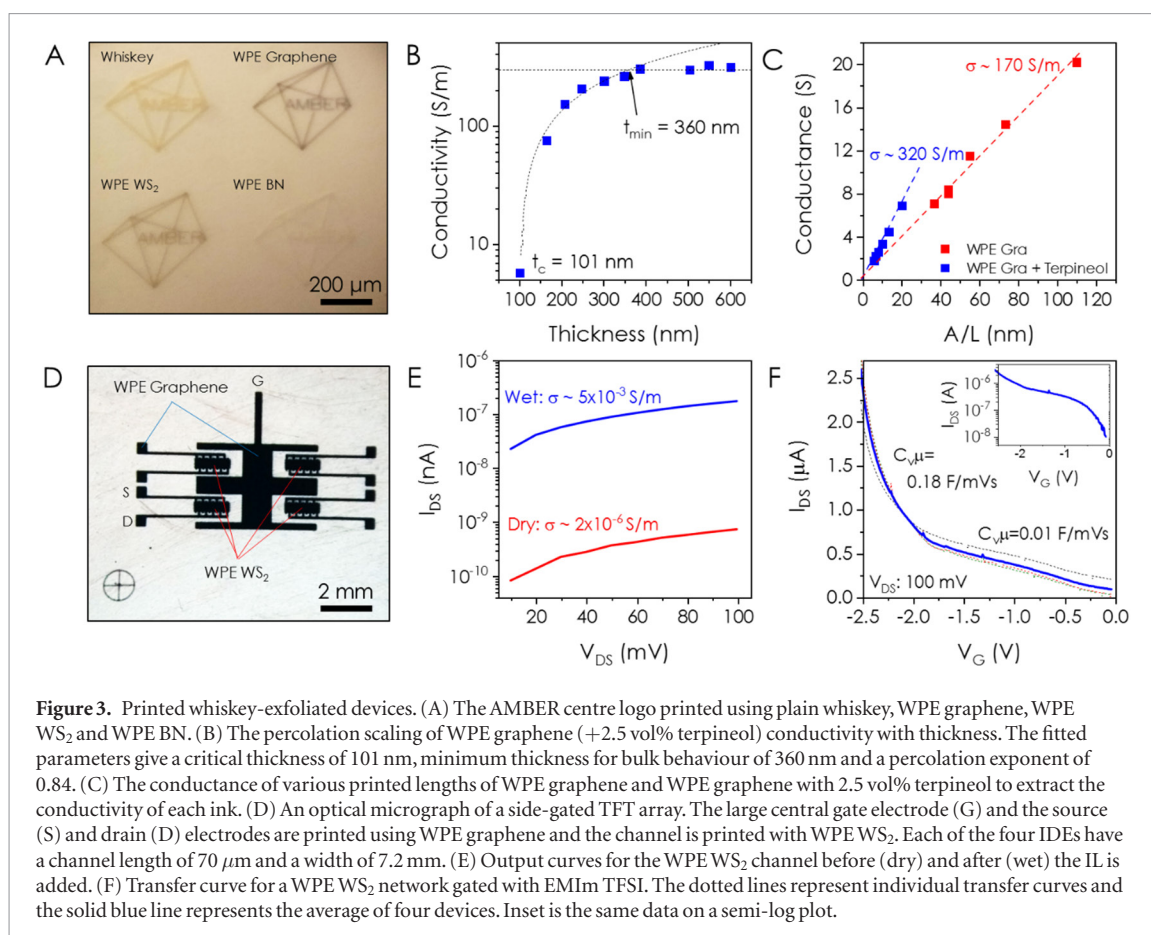 A
Whiskey
WPE Graphene
AMBER
AMBER
WPE WS₂
WPE BN
AMBER
200 µm
B
Conductivity (S/m)
100
10
t_min = 360 nm
t_c = 101 nm
100 200 300 400 500 600
Thickness (nm)
C
Conductance (S)
20
16
12
8
4
0
σ ~ 170 S/m
σ ~320 S/m
WPE Gra
WPE Gra + Terpineol
0 20 40 60 80 100 120
A/L (nm)
D
WPE Graphene
G
S
D
WPE WS₂
2 mm
E
I_DS (nA)
10⁻⁶
10⁻⁷
10⁻⁸
10⁻⁹
10⁻¹⁰
Wet: σ ~ 5x10⁻³ S/m
Dry: σ ~ 2x10⁻⁶ S/m
0 20 40 60 80 100
V_DS (mV)
F
I_DS (µA)
2.5
2.0
1.5
1.0
0.5
0.0
C_vµ=
0.18 F/mVs
C_vµ=0.01 F/mVs
V_DS: 100 mV
I_DS (A)
10⁻⁶
10⁻⁷
10⁻⁸
-2 -1 0
V_G (V)
-2.5 -2.0 -1.5 -1.0 -0.5 0.0
V_G (V)
Figure 3. Printed whiskey-exfoliated devices. (A) The AMBER centre logo printed using plain whiskey, WPE graphene, WPE
WS₂ and WPE BN. (B) The percolation scaling of WPE graphene (+2.5 vol% terpineol) conductivity with thickness. The fitted
parameters give a critical thickness of 101 nm, minimum thickness for bulk behaviour of 360 nm and a percolation exponent of
0.84. (C) The conductance of various printed lengths of WPE graphene and WPE graphene with 2.5 vol% terpineol to extract the
conductivity of each ink. (D) An optical micrograph of a side-gated TFT array. The large central gate electrode (G) and the source
(S) and drain (D) electrodes are printed using WPE graphene and the channel is printed with WPE WS₂. Each of the four IDEs have
a channel length of 70 µm and a width of 7.2 mm. (E) Output curves for the WPE WS₂ channel before (dry) and after (wet) the IL is
added. (F) Transfer curve for a WPE WS₂ network gated with EMIm TFSI. The dotted lines represent individual transfer curves and
the solid blue line represents the average of four devices. Inset is the same data on a semi-log plot.